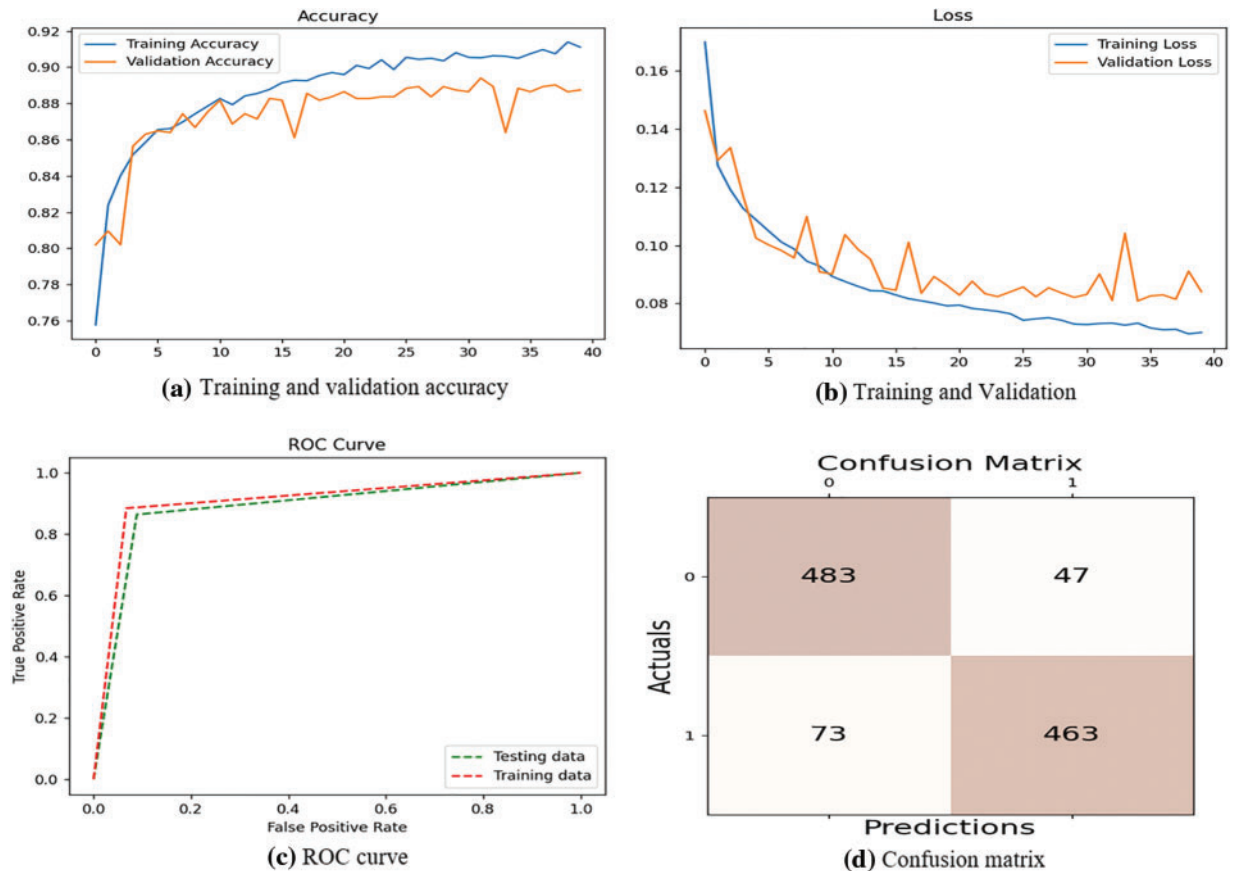 Accuracy
Training Accuracy
Validation Accuracy
0.92
0.90
0.88
0.86
0.84
0.82
0.80
0.78
0.76
0 5 10 15 20 25 30 35 40
(a) Training and validation accuracy
Loss
Training Loss
Validation Loss
0.16
0.14
0.12
0.10
0.08
0 5 10 15 20 25 30 35 40
(b) Training and Validation
ROC Curve
True Positive Rate
1.0
0.8
0.6
0.4
0.2
0.0
Testing data
Training data
0.0 0.2 0.4 0.6 0.8 1.0
False Positive Rate
(c) ROC curve
Confusion Matrix
0 1
Actuals
0 483 47
1 73 463
Predictions
(d) Confusion matrix